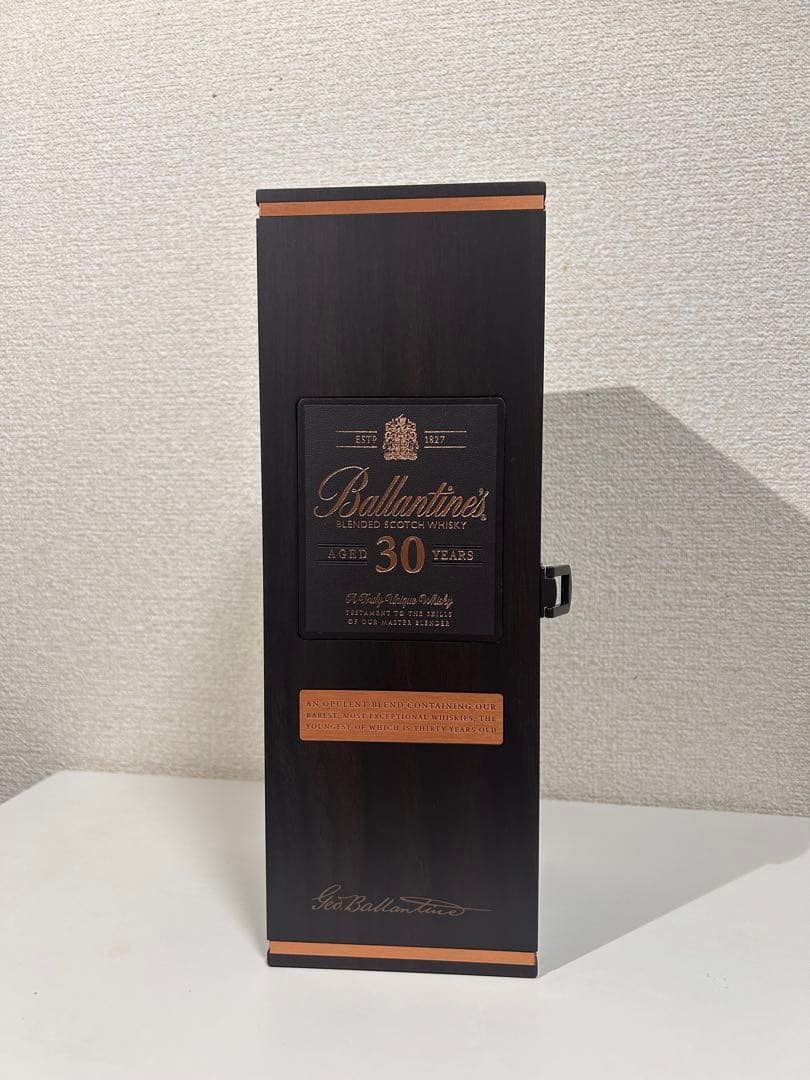 ESTD 1827
Ballantine's
BLENDED SCOTCH WHISKY
AGED 30 YEARS
A Truly Unique Whisky
TESTAMENT TO THE SKILLS
OF OUR MASTER BLENDER
AN OPULENT BLEND CONTAINING OUR
RAREST, MOST EXCEPTIONAL WHISKIES, THE
YOUNGEST OF WHICH IS THIRTY YEARS OLD
Geo. Ballantine